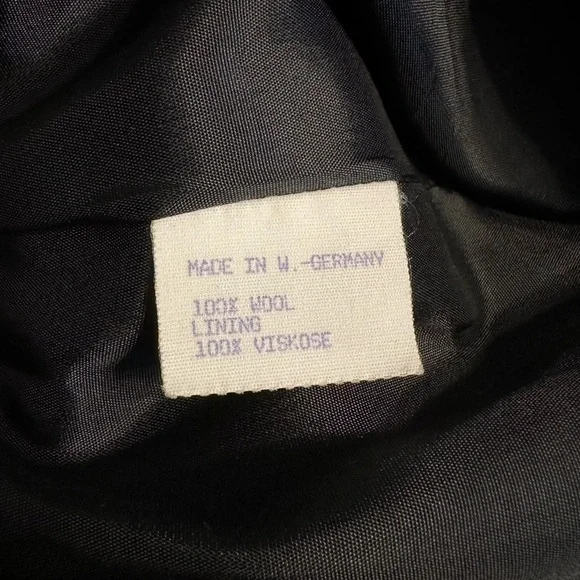 MADE IN W.-GERMANY
100% WOOL
LINING
100% VISKOSE